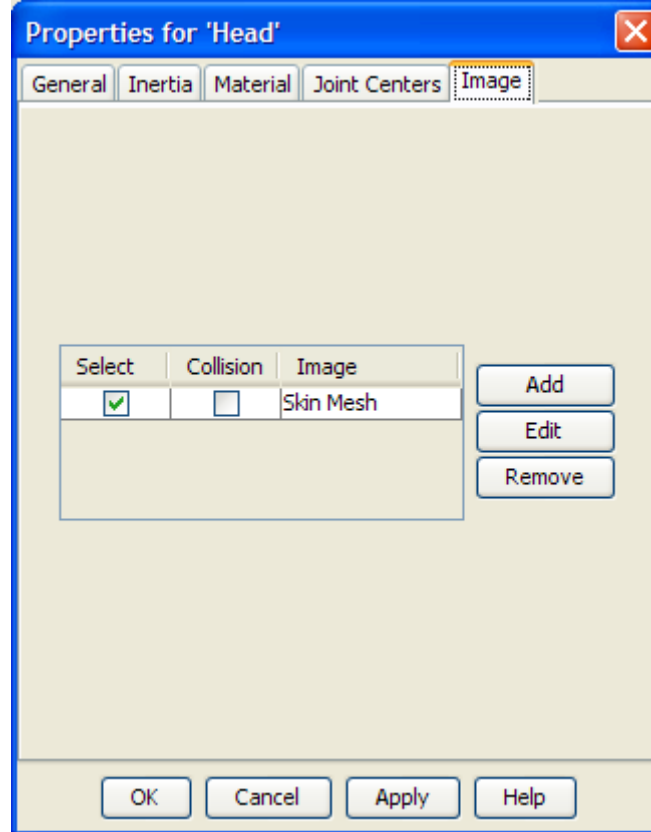 Properties for 'Head'
General Inertia Material Joint Centers Image
Select Collision Image
Skin Mesh
Add
Edit
Remove
OK Cancel Apply Help